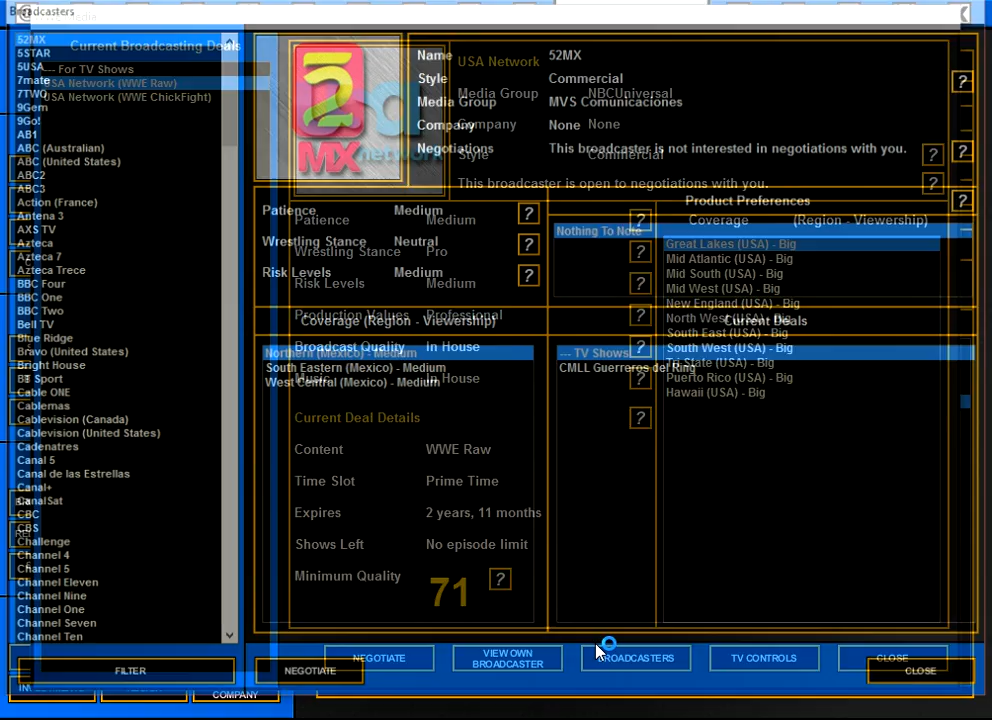 Broadcasters
Current Broadcasting Deals
--- For TV Shows
USA Network (WWE Raw)
USA Network (WWE ChickFight)
52MX
5STAR
5USA
7mate
7TWO
9Gem
9Go!
AB1
ABC (Australian)
ABC (United States)
ABC2
ABC3
Action (France)
Antena 3
AXS TV
Azteca
Azteca 7
Azteca Trece
BBC Four
BBC One
BBC Two
Bell TV
Blue Ridge
Bravo (United States)
Bright House
BT Sport
Cable ONE
Cablemas
Cablevision (Canada)
Cablevision (United States)
Cadenatres
Canal 5
Canal de las Estrellas
Canal+
CanalSat
CBC
CBS
Challenge
Channel 4
Channel 5
Channel Eleven
Channel Nine
Channel One
Channel Seven
Channel Ten
FILTER
Name 52MX
Style Commercial
Media Group MVS Comunicaciones
Company None
Negotiations This broadcaster is not interested in negotiations with you.
USA Network
Media Group NBCUniversal
Company None
Style Commercial
This broadcaster is open to negotiations with you.
Patience Medium
Wrestling Stance Neutral
Risk Levels Medium
Patience Medium
Wrestling Stance Pro
Risk Levels Medium
Production Values Professional
Broadcast Quality In House
Music In House
Product Preferences
Nothing To Note
Coverage (Region - Viewership)
Great Lakes (USA) - Big
Mid Atlantic (USA) - Big
Mid South (USA) - Big
Mid West (USA) - Big
New England (USA) - Big
North West (USA) - Big
South East (USA) - Big
South West (USA) - Big
Tri State (USA) - Big
Puerto Rico (USA) - Big
Hawaii (USA) - Big
Coverage (Region - Viewership)
Northern (Mexico) - Medium
South Eastern (Mexico) - Medium
West Central (Mexico) - Medium
Current Deals
--- TV Shows
CMLL Guerreros del Ring
Current Deal Details
Content WWE Raw
Time Slot Prime Time
Expires 2 years, 11 months
Shows Left No episode limit
Minimum Quality 71 ?
NEGOTIATE
VIEW OWN BROADCASTER
BROADCASTERS
TV CONTROLS
CLOSE
NEGOTIATE
CLOSE
COMPANY